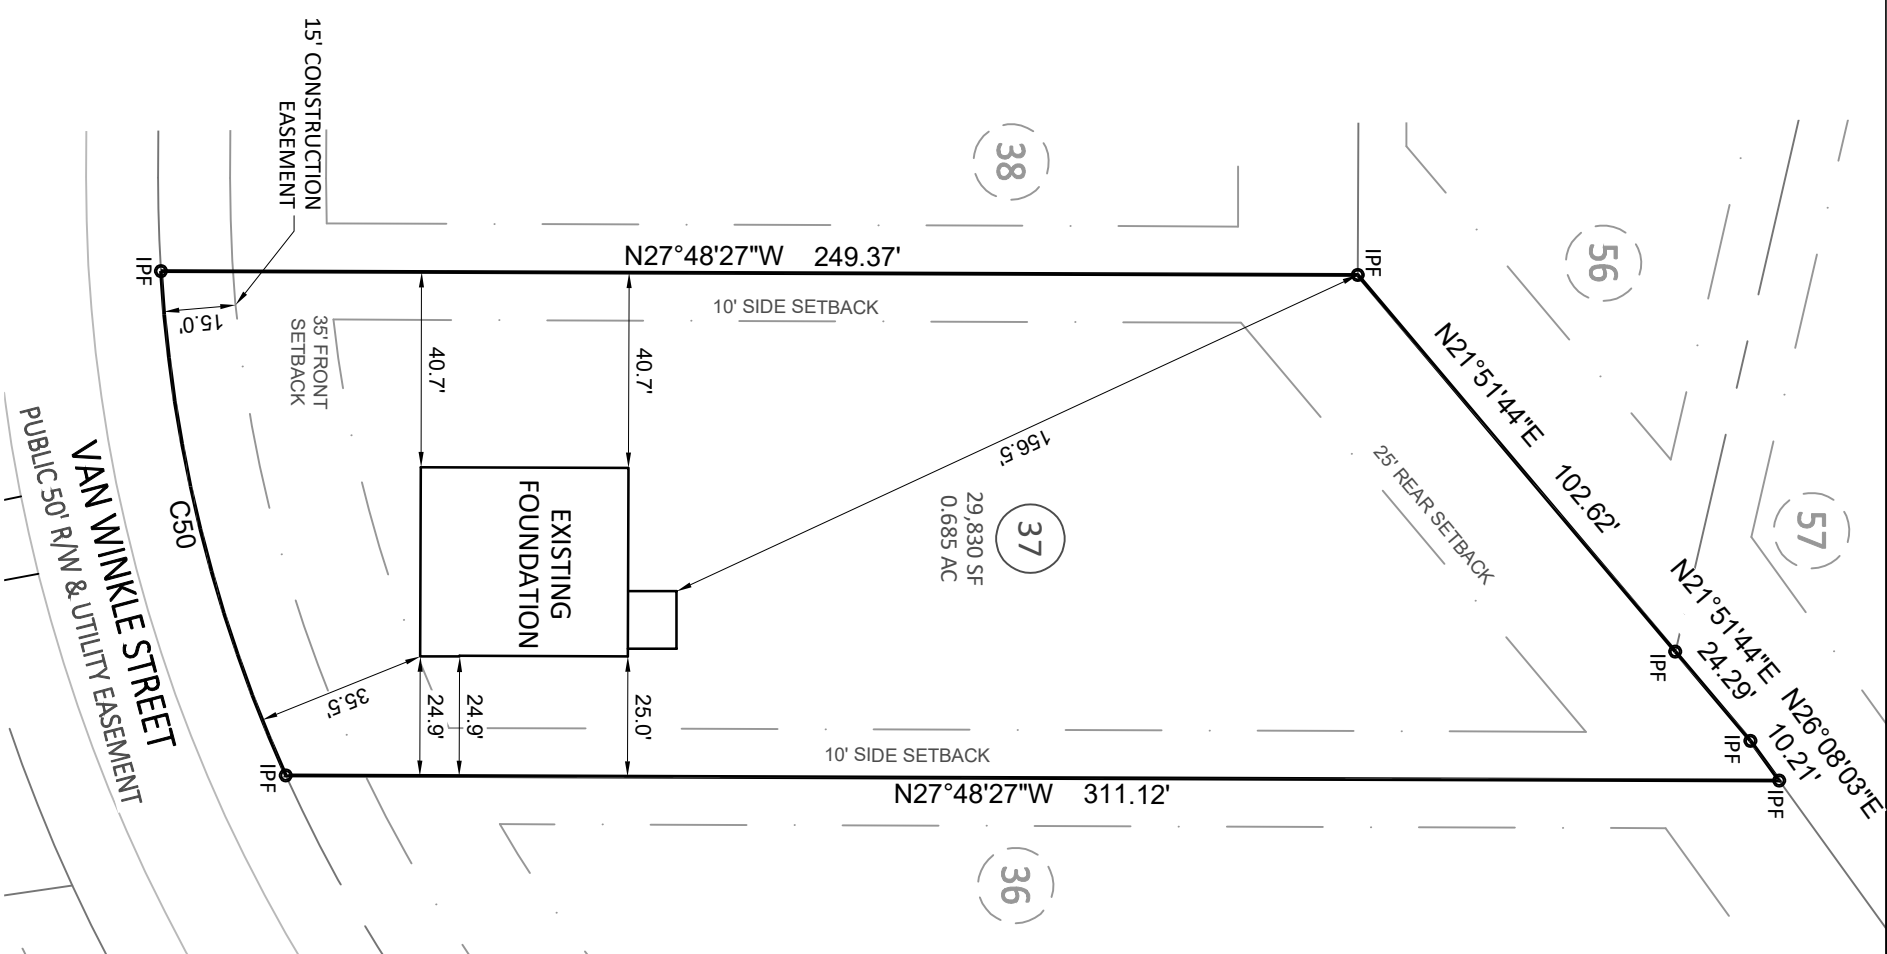 15' CONSTRUCTION
EASEMENT
38
56
57
N27°48'27"W 249.37'
IPF
IPF
10' SIDE SETBACK
15.0'
35' FRONT
SETBACK
40.7'
40.7'
156.5'
N21°51'44"E 102.62'
25' REAR SETBACK
37
29,830 SF
0.685 AC
EXISTING
FOUNDATION
C50
VAN WINKLE STREET
PUBLIC 50' R/W & UTILITY EASEMENT
35.5'
24.9'
24.9'
25.0'
N21°51'44"E
24.29'
IPF
N26°08'03"E
10.21'
IPF
IPF
IPF
10' SIDE SETBACK
N27°48'27"W 311.12'
36